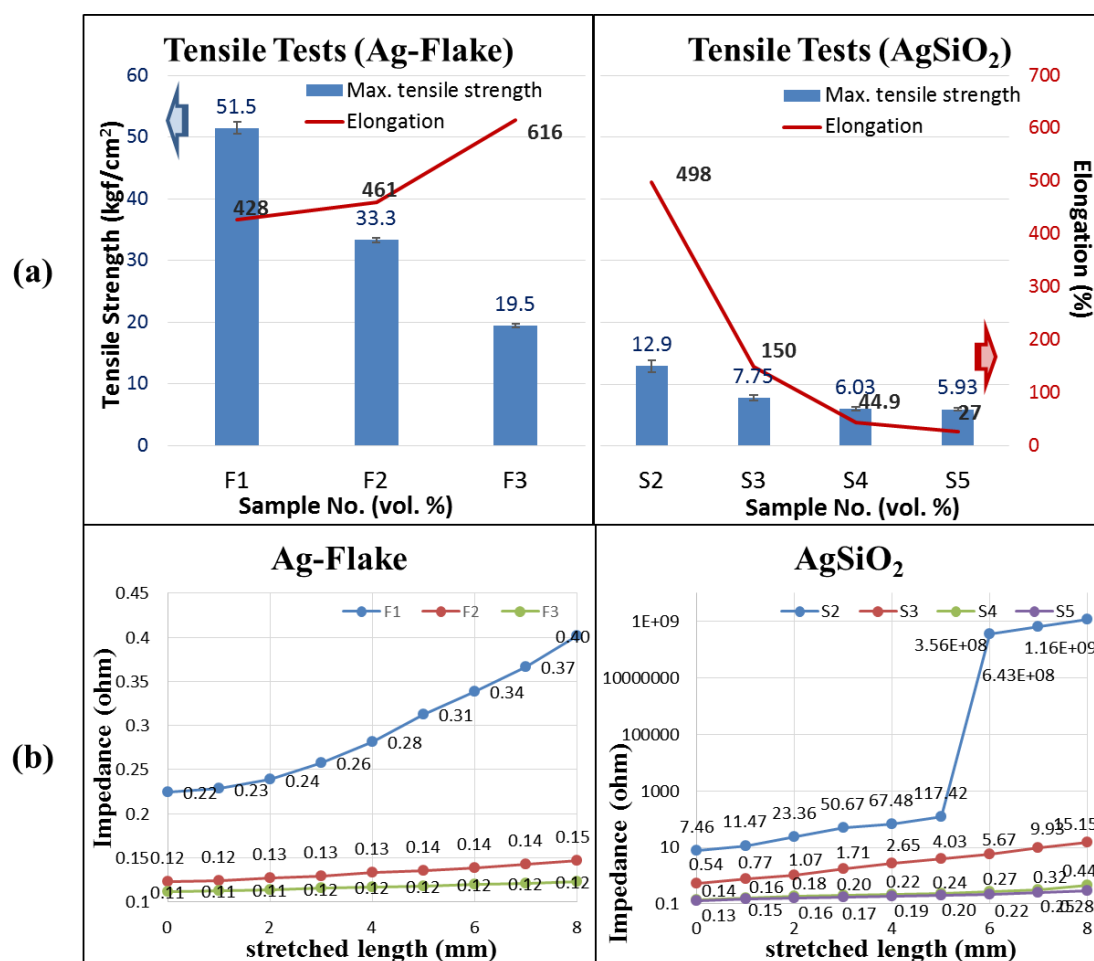 (a)
Tensile Tests (Ag-Flake)
Max. tensile strength
Elongation
Tensile Strength (kgf/cm²)
60
50
40
30
20
10
0
51.5
428
461
33.3
616
19.5
F1 F2 F3
Sample No. (vol. %)
Tensile Tests (AgSiO₂)
Max. tensile strength
Elongation
498
12.9
150
7.75
6.03
44.9
5.93
27
S2 S3 S4 S5
Sample No. (vol. %)
700
600
500
400
300
200
100
0
Elongation (%)
(b)
Ag-Flake
F1 F2 F3
Impedance (ohm)
0.45
0.4
0.35
0.3
0.25
0.2
0.15
0.1
0.22 0.23 0.24 0.26 0.28 0.31 0.34 0.37 0.40
0.12 0.12 0.13 0.13 0.13 0.14 0.14 0.14 0.15
0.11 0.11 0.11 0.12 0.12 0.12 0.12 0.12 0.12
0 2 4 6 8
stretched length (mm)
AgSiO₂
S2 S3 S4 S5
Impedance (ohm)
1E+09
10000000
100000
1000
10
0.1
7.46 11.47 23.36 50.67 67.48 117.42 3.56E+08 6.43E+08 1.16E+09
0.54 0.77 1.07 1.71 2.65 4.03 5.67 9.93 15.15
0.14 0.16 0.18 0.20 0.22 0.24 0.27 0.32 0.44
0.13 0.15 0.16 0.17 0.19 0.20 0.22 0.25 0.28
0 2 4 6 8
stretched length (mm)